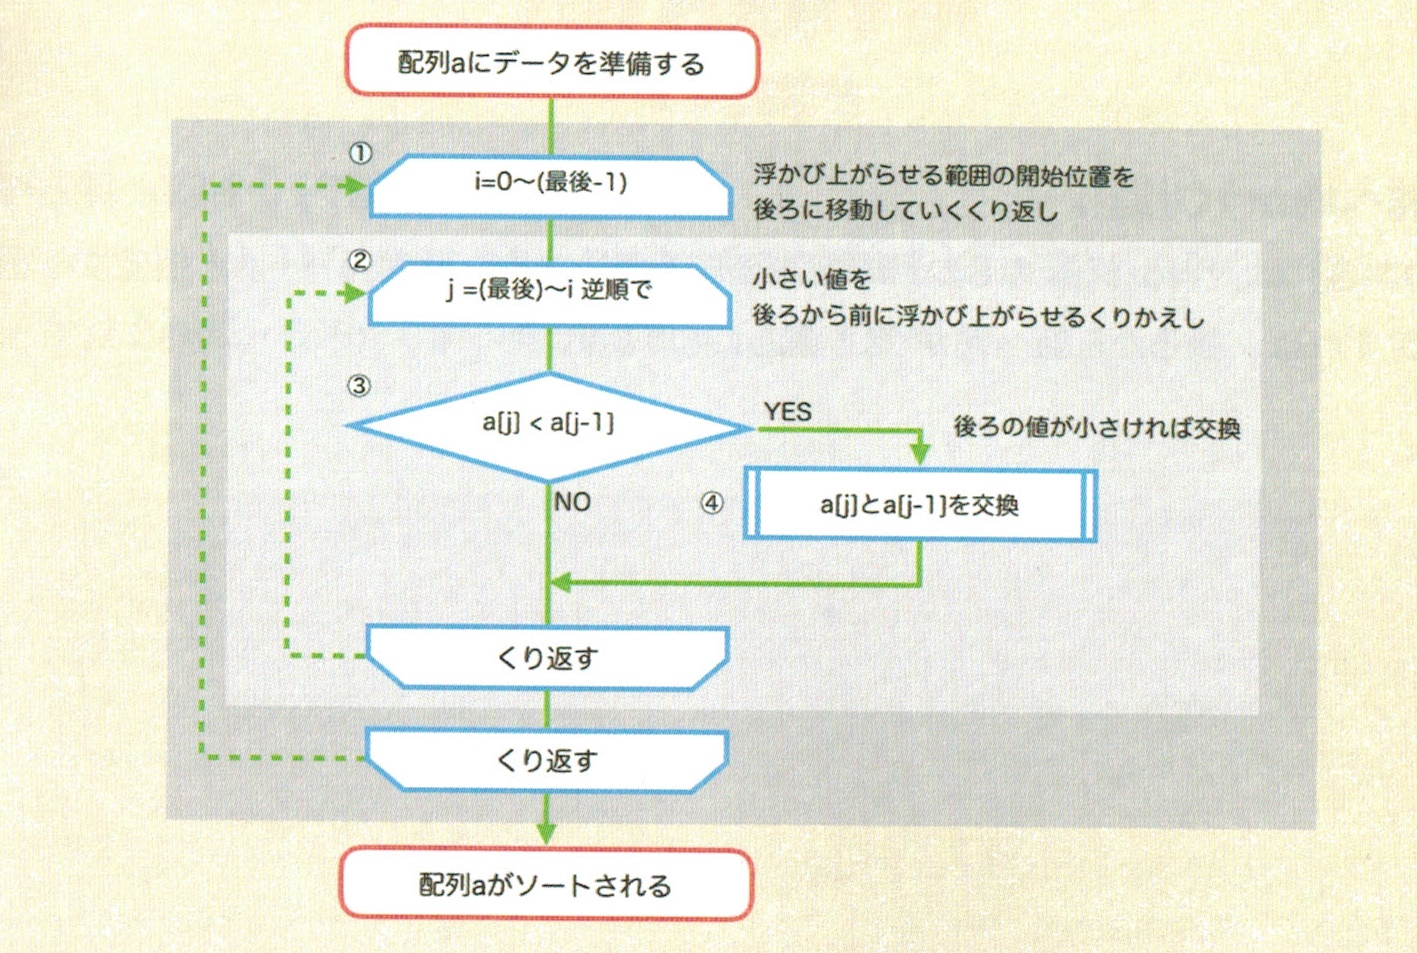 配列aにデータを準備する
①
i=0〜(最後-1)
浮かび上がらせる範囲の開始位置を
後ろに移動していくくり返し
②
j =(最後)〜i 逆順で
小さい値を
後ろから前に浮かび上がらせるくりかえし
③
a[j] < a[j-1]
YES
後ろの値が小さければ交換
NO
④
a[j]とa[j-1]を交換
くり返す
くり返す
配列aがソートされる